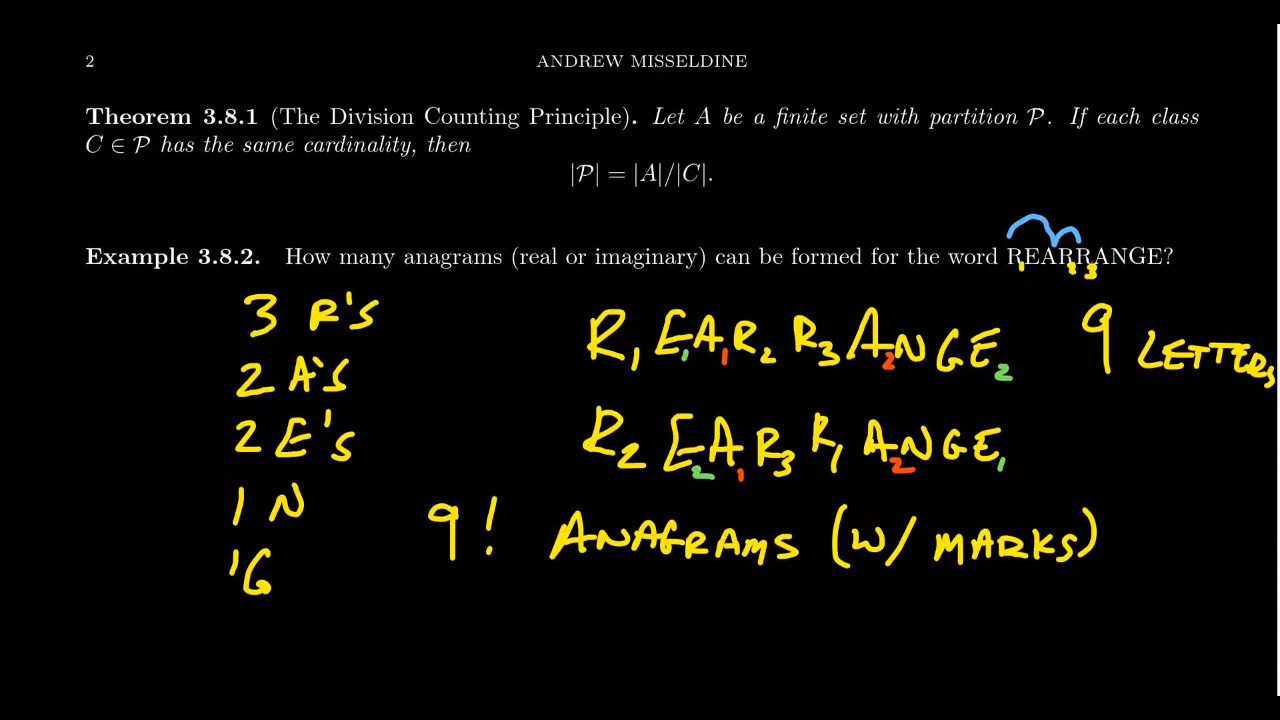 2 ANDREW MISSELDINE
Theorem 3.8.1 (The Division Counting Principle). Let A be a finite set with partition 𝒫. If each class
C ∈ 𝒫 has the same cardinality, then
|𝒫| = |A|/|C|.
Example 3.8.2. How many anagrams (real or imaginary) can be formed for the word REARRANGE?
1 2 3
3 R's
2 A's
2 E's
1 N
1 G
R₁ E₁ A₁ R₂ R₃ A₂ N G E₂
9 LETTERS
R₂ E₂ A₁ R₃ R₁ A₂ N G E₁
9! ANAGRAMS (W/ MARKS)